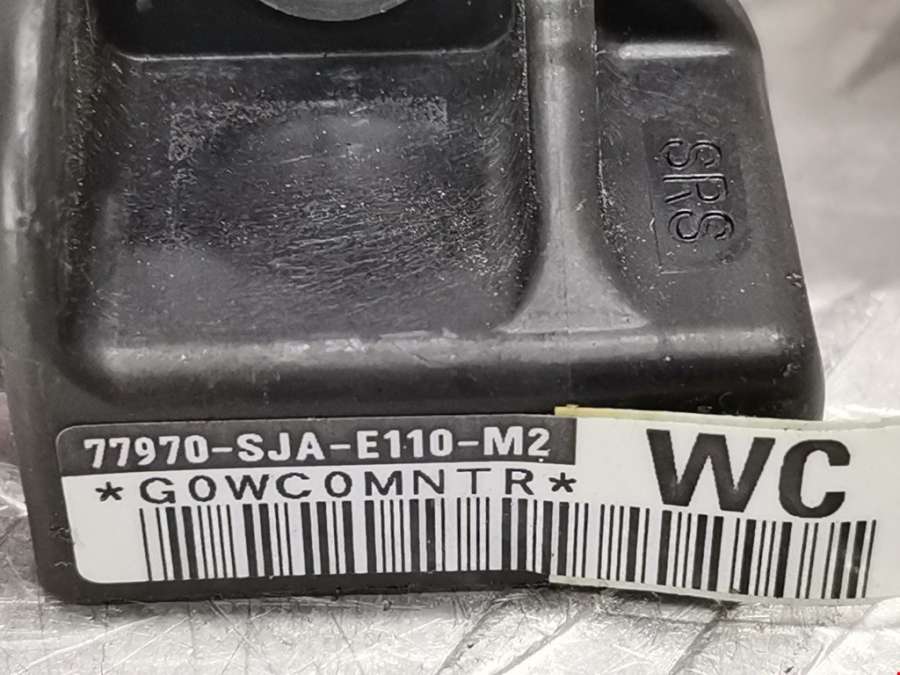 SRS
77970-SJA-E110-M2
*G0WC0MNTR*
WC